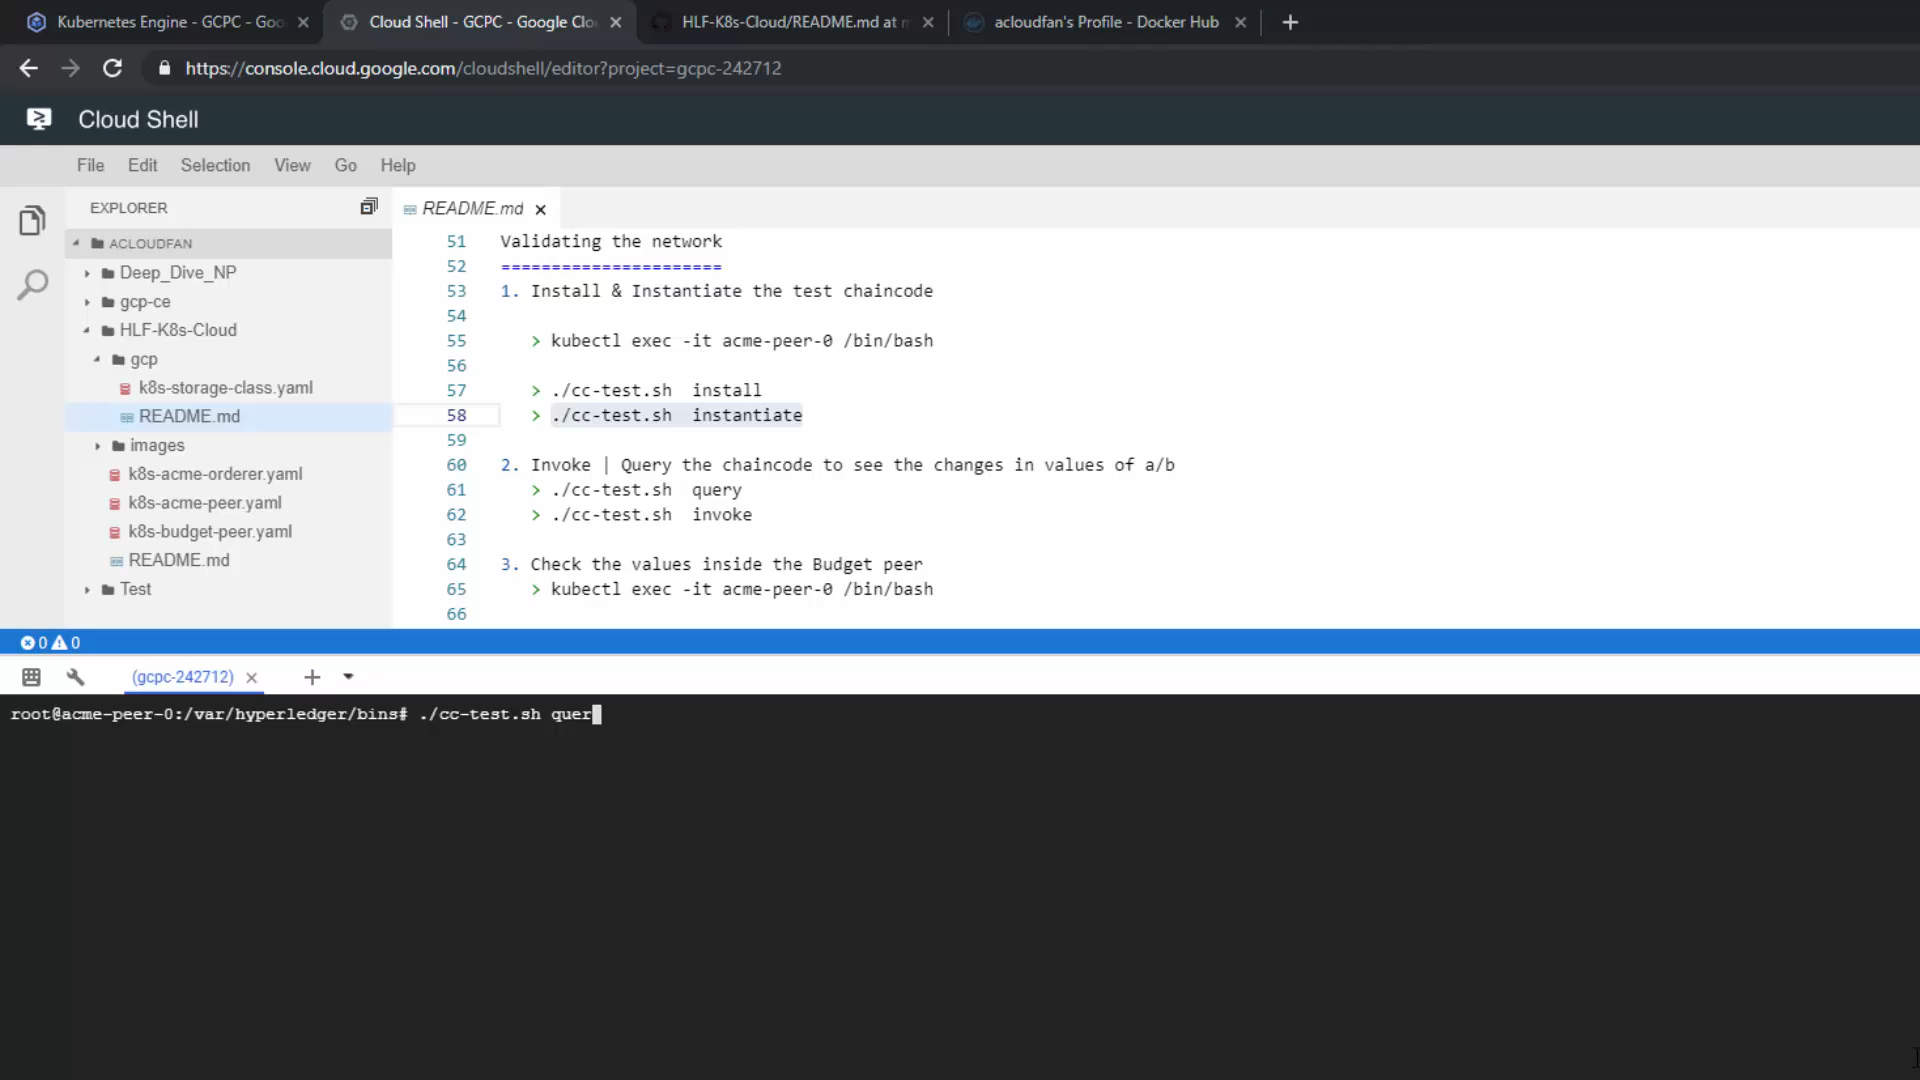 Kubernetes Engine - GCPC - Goo
Cloud Shell - GCPC - Google Clo
HLF-K8s-Cloud/README.md at m
acloudfan's Profile - Docker Hub
https://console.cloud.google.com/cloudshell/editor?project=gcpc-242712
Cloud Shell
File Edit Selection View Go Help
EXPLORER
ACLOUDFAN
Deep_Dive_NP
gcp-ce
HLF-K8s-Cloud
gcp
k8s-storage-class.yaml
README.md
images
k8s-acme-orderer.yaml
k8s-acme-peer.yaml
k8s-budget-peer.yaml
README.md
Test
README.md
51 Validating the network
52 ======================
53 1. Install & Instantiate the test chaincode
54
55 > kubectl exec -it acme-peer-0 /bin/bash
56
57 > ./cc-test.sh  install
58 > ./cc-test.sh  instantiate
59
60 2. Invoke | Query the chaincode to see the changes in values of a/b
61 > ./cc-test.sh  query
62 > ./cc-test.sh  invoke
63
64 3. Check the values inside the Budget peer
65 > kubectl exec -it acme-peer-0 /bin/bash
66
0 0
(gcpc-242712)
root@acme-peer-0:/var/hyperledger/bins# ./cc-test.sh quer